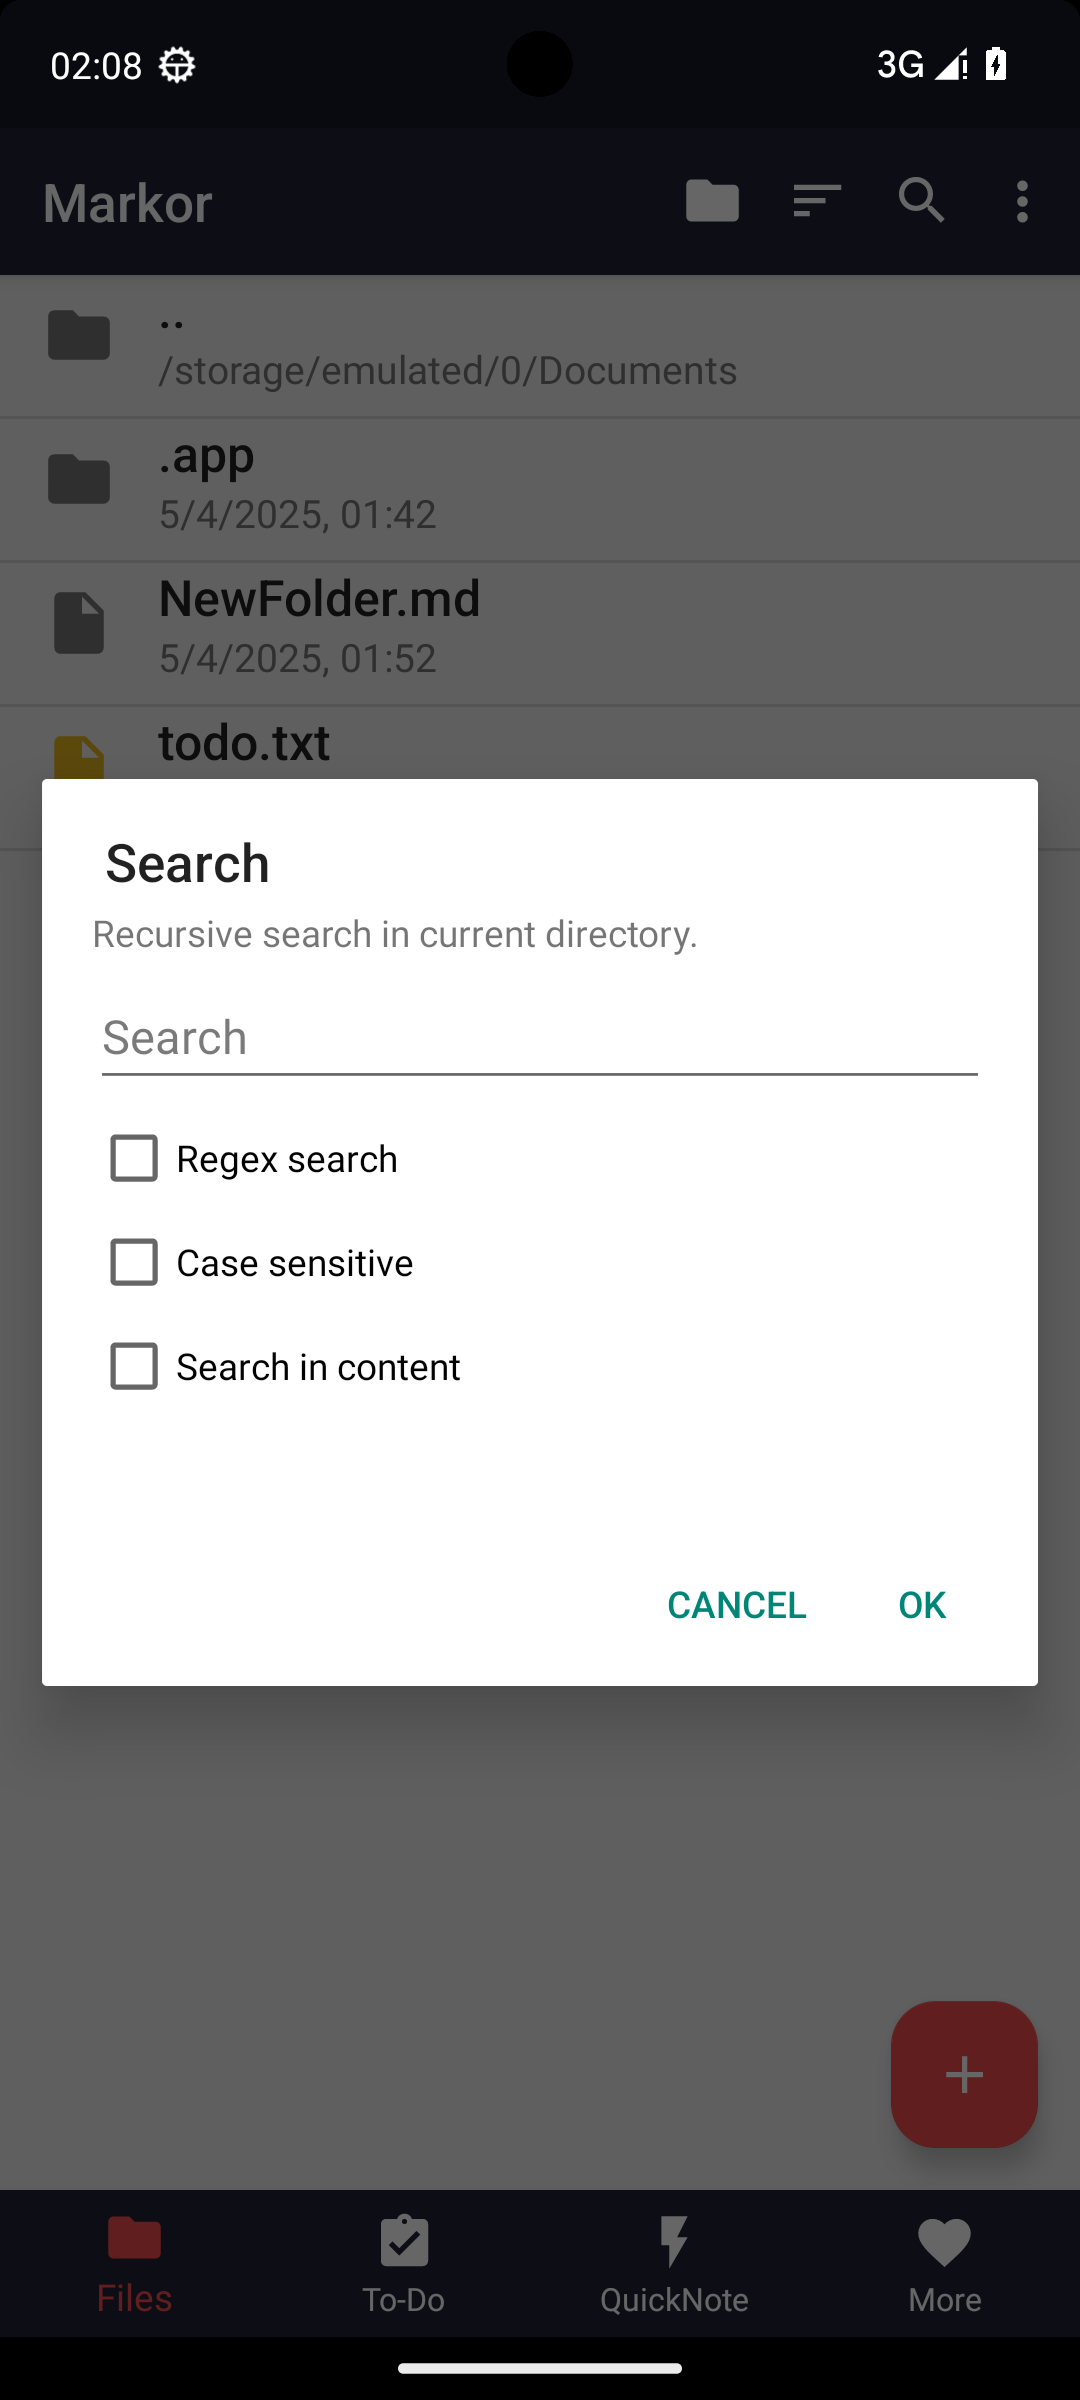 02:08
3G
Markor
..
/storage/emulated/0/Documents
.app
5/4/2025, 01:42
NewFolder.md
5/4/2025, 01:52
todo.txt
Search
Recursive search in current directory.
Search
Regex search
Case sensitive
Search in content
CANCEL
OK
Files
To-Do
QuickNote
More